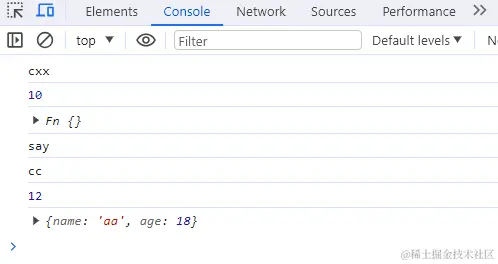 Elements Console Network Sources Performance
top Filter Default levels N
cxx
10
Fn {}
say
cc
12
{name: 'aa', age: 18}
@稀土掘金技术社区